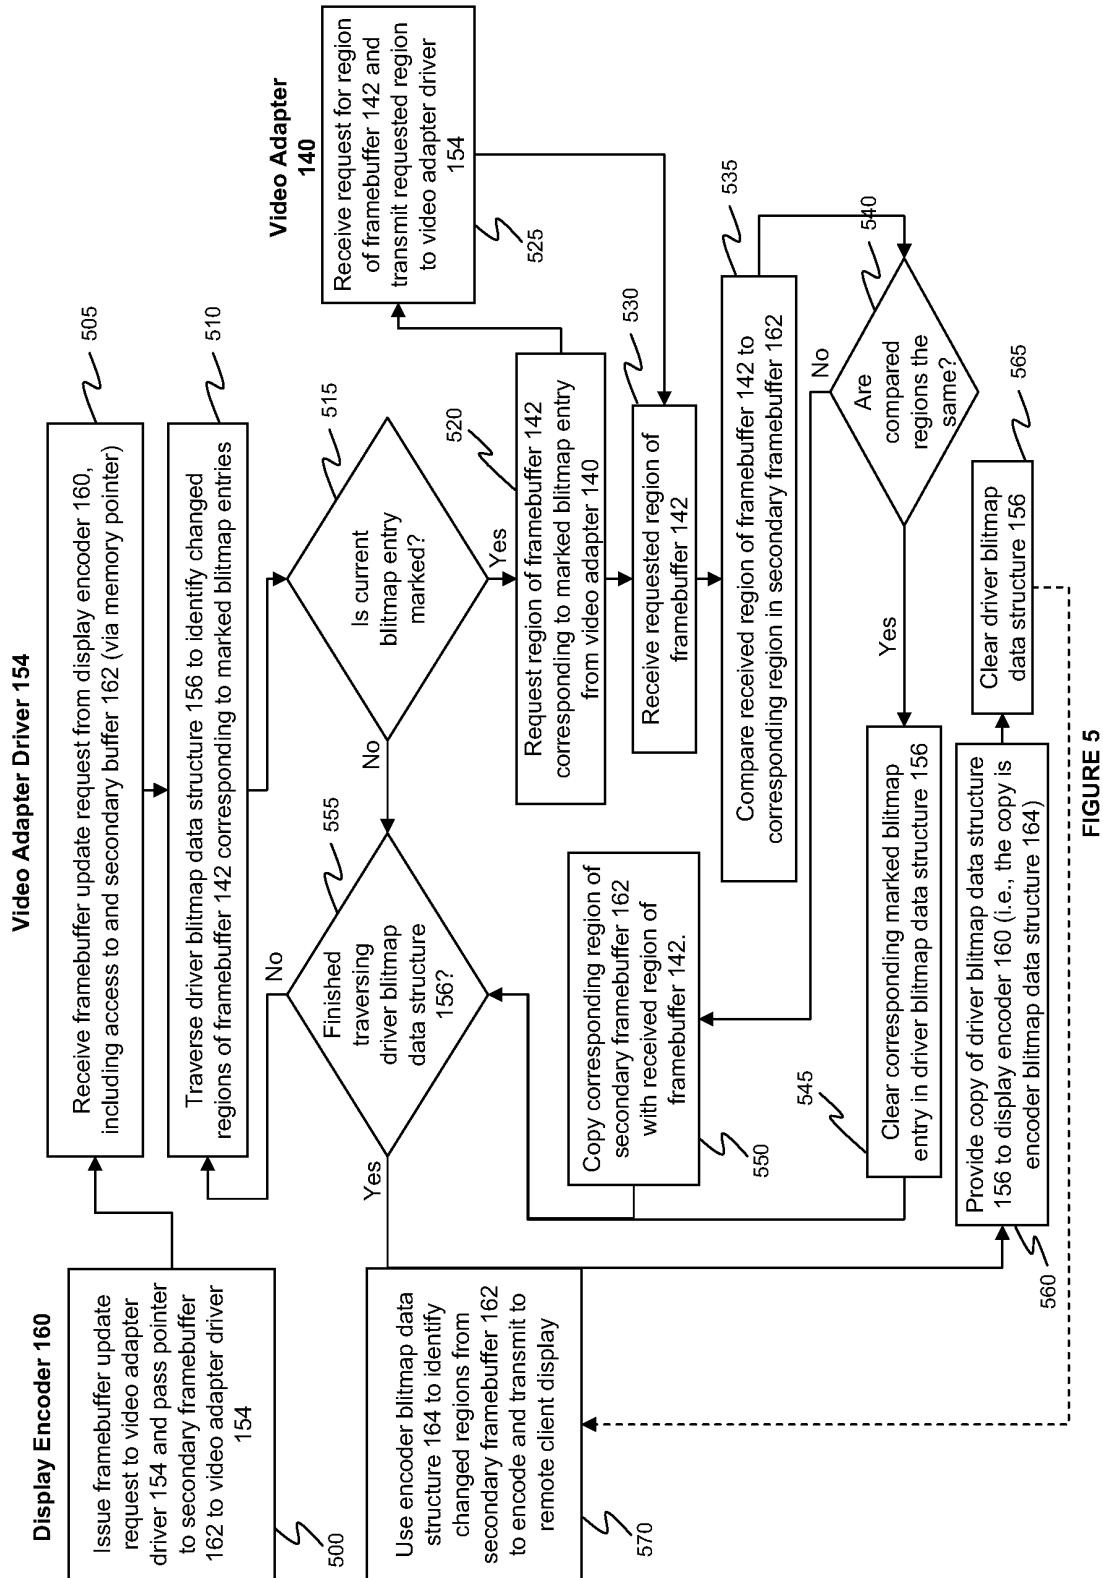 Display Encoder 160
Video Adapter Driver 154
Video Adapter
140
Issue framebuffer update
request to video adapter
driver 154 and pass pointer
to secondary framebuffer
162 to video adapter driver
154
500
Receive framebuffer update request from display encoder 160,
including access to and secondary buffer 162 (via memory pointer)
505
Traverse driver blitmap data structure 156 to identify changed
regions of framebuffer 142 corresponding to marked blitmap entries
510
Is current
blitmap entry
marked?
515
No
Yes
Request region of framebuffer 142
corresponding to marked blitmap entry
from video adapter 140
520
Receive request for region
of framebuffer 142 and
transmit requested region
to video adapter driver
154
525
Receive requested region of
framebuffer 142
530
Compare received region of framebuffer 142 to
corresponding region in secondary framebuffer 162
535
Are
compared
regions the
same?
540
No
Yes
Clear corresponding marked blitmap
entry in driver blitmap data structure 156
545
Copy corresponding region of
secondary framebuffer 162
with received region of
framebuffer 142.
550
Finished
traversing
driver blitmap
data structure
156?
555
No
Yes
Provide copy of driver blitmap data structure
156 to display encoder 160 (i.e., the copy is
encoder blitmap data structure 164)
560
Clear driver blitmap
data structure 156
565
Use encoder blitmap data
structure 164 to identify
changed regions from
secondary framebuffer 162
to encode and transmit to
remote client display
570
FIGURE 5